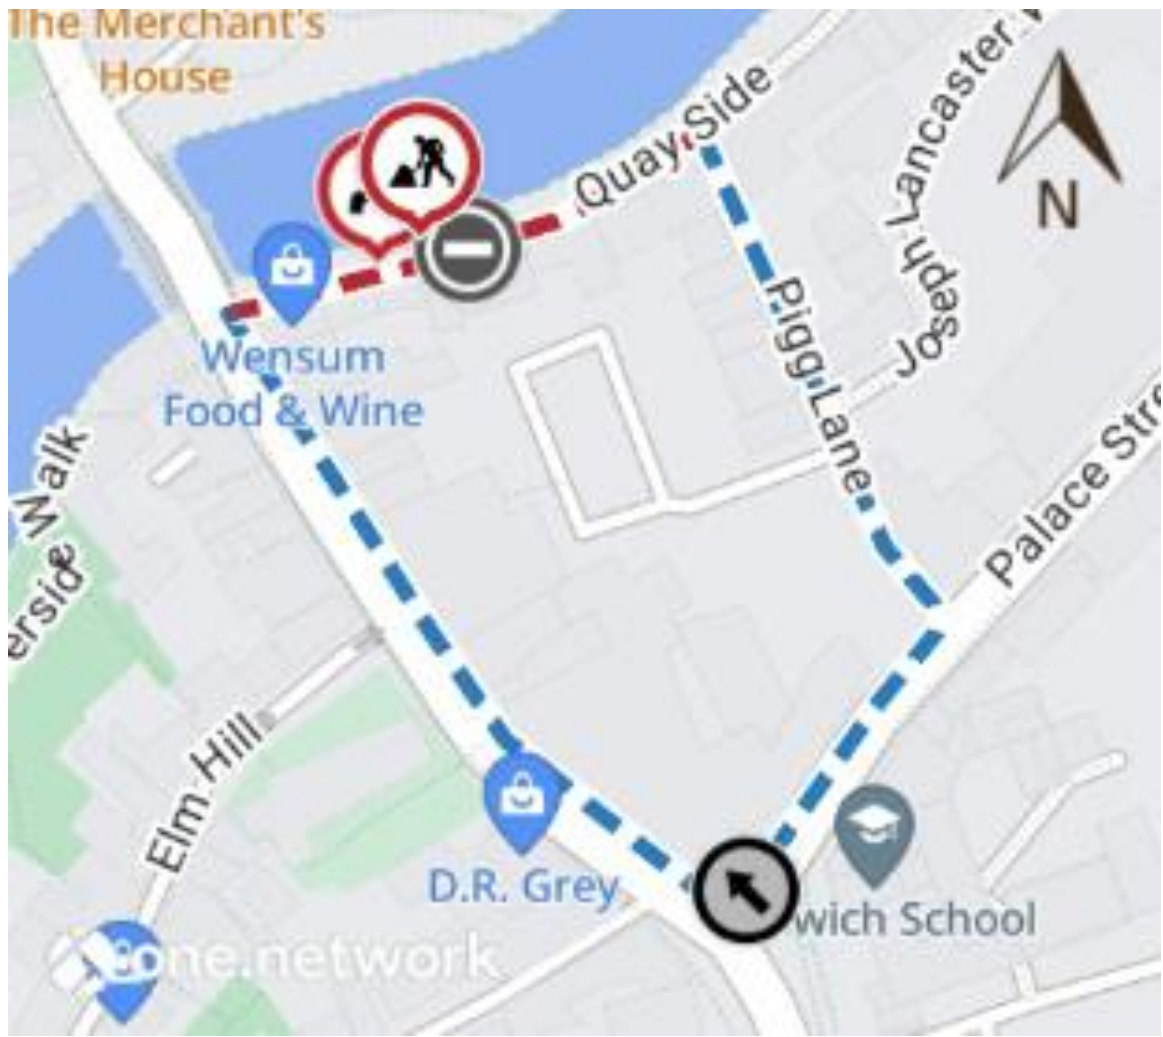 The Merchant's
House
Quay Side
Joseph Lancaster
N
Wensum
Food & Wine
Pigg Lane
Palace Stre
erside Walk
Elm Hill
D.R. Grey
wich School
one.network